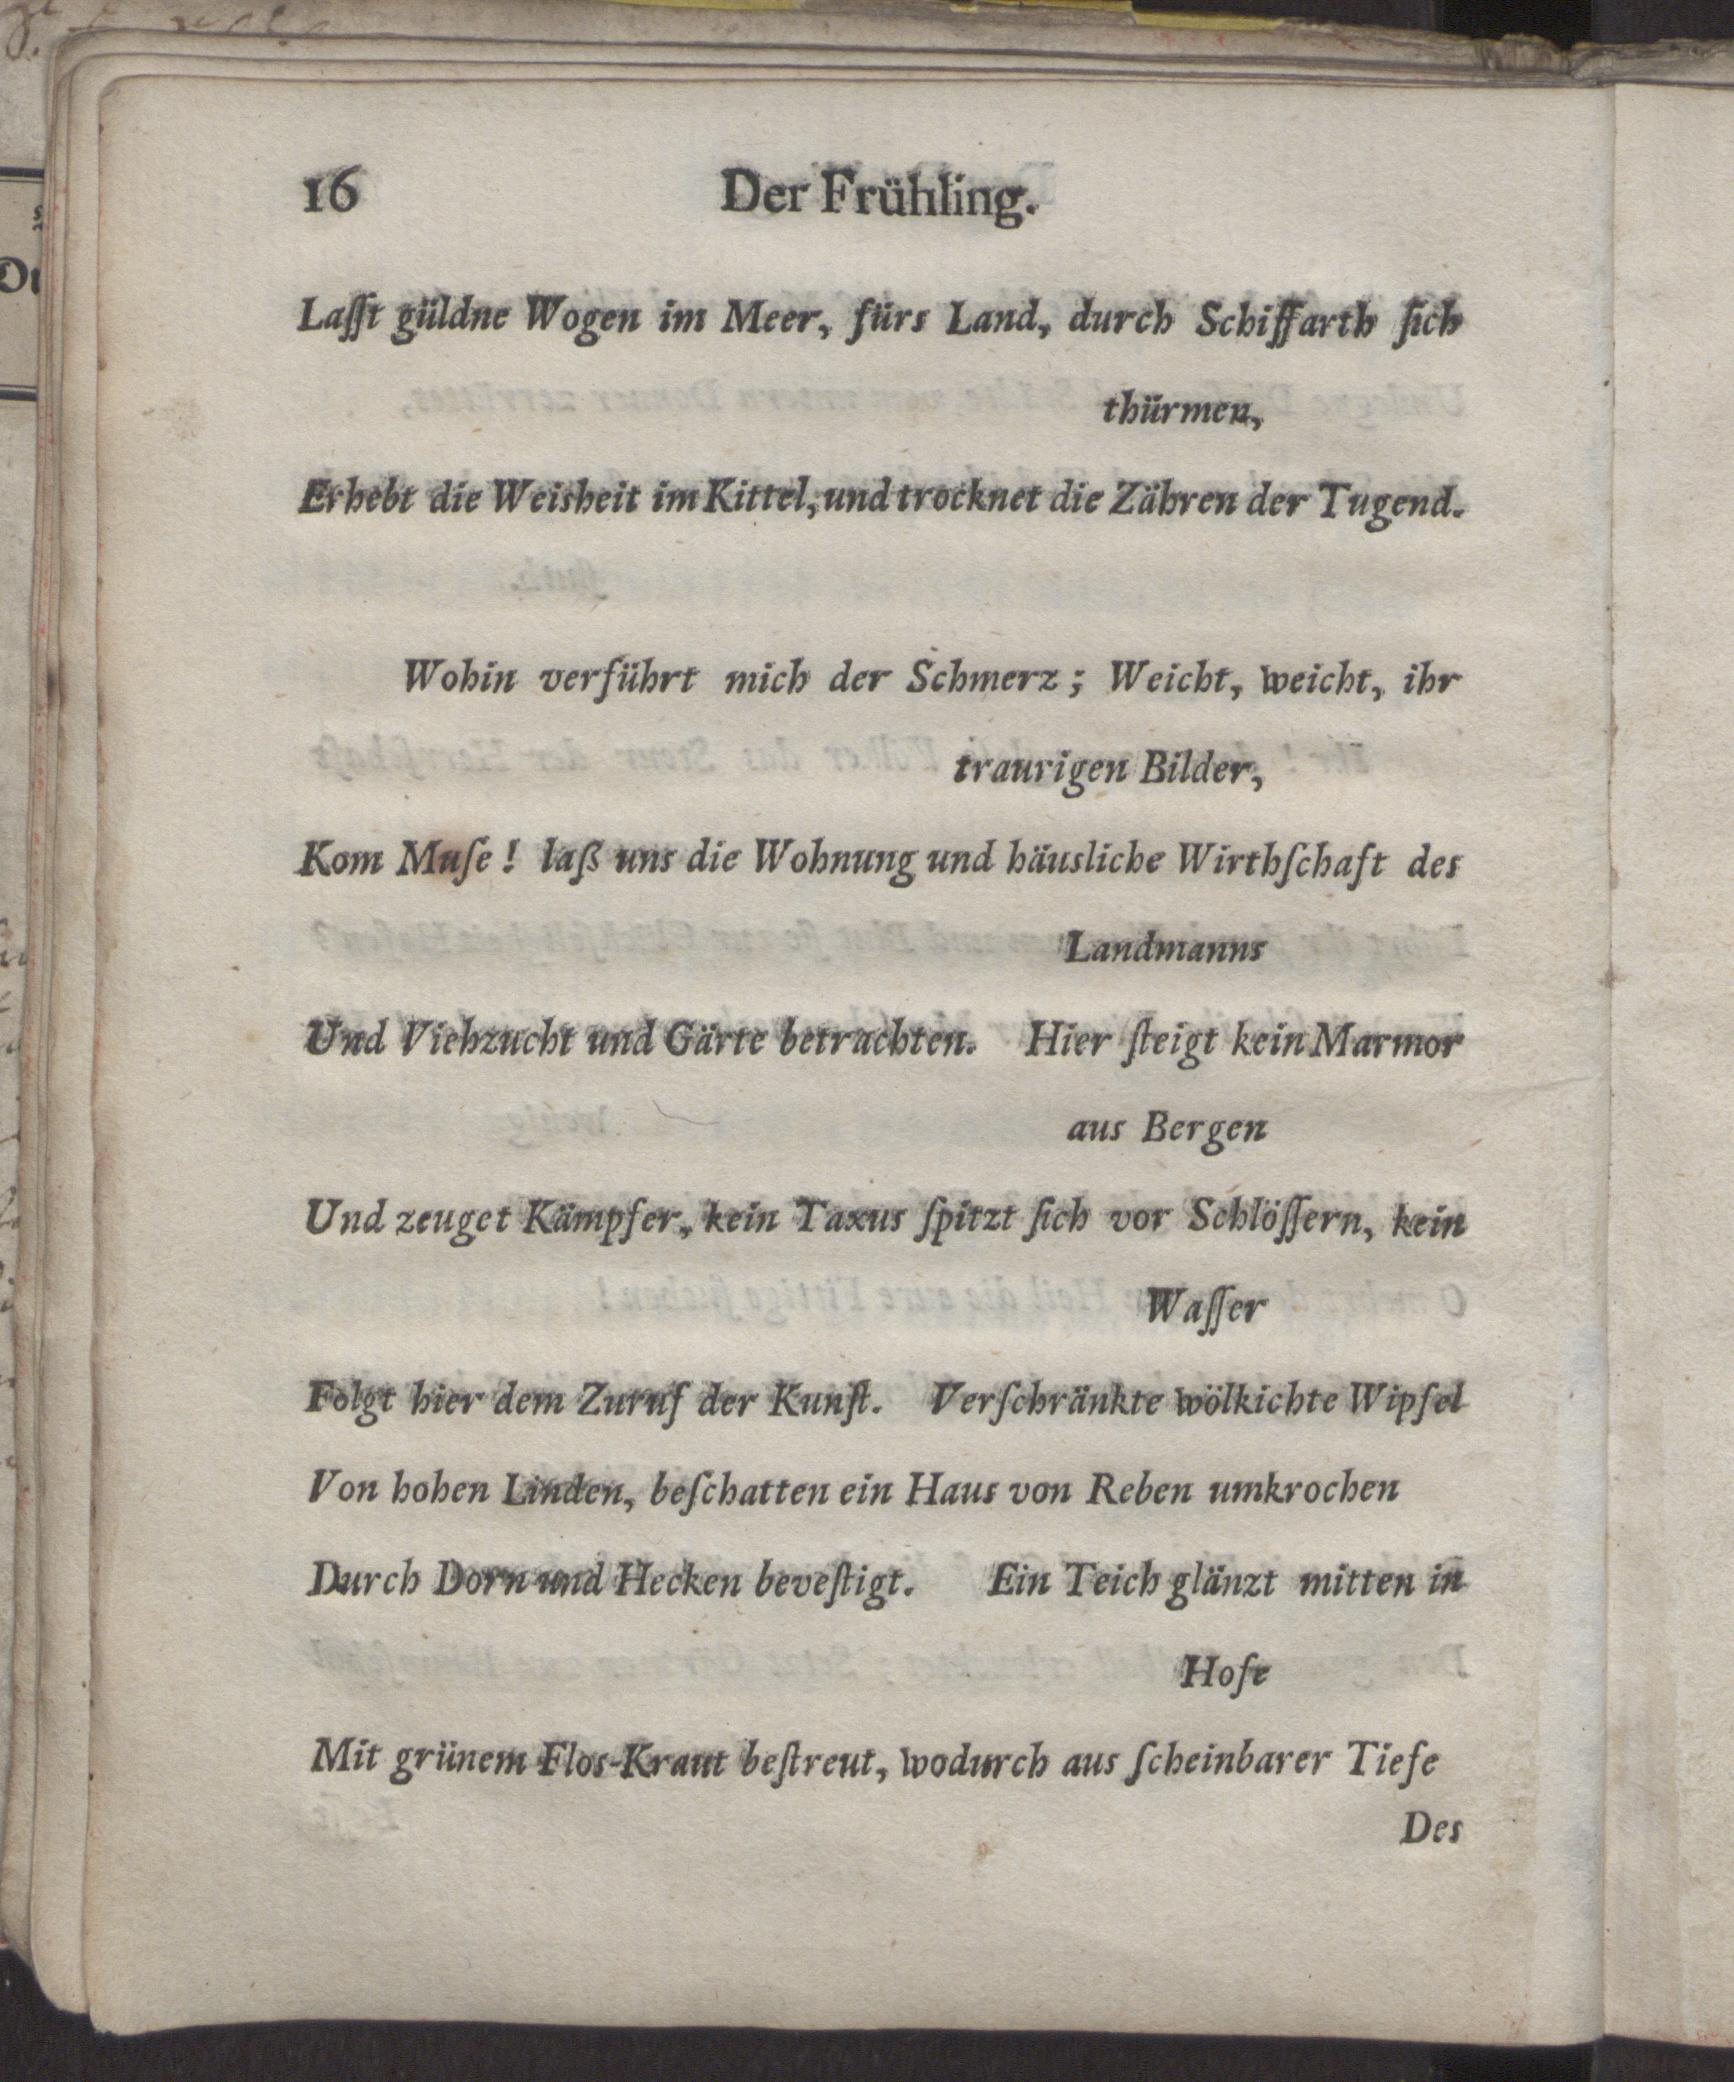 16 Der Frühling.
Laſſt güldne Wogen im Meer, fürs Land, durch Schiffarth ſich
thürmen,
Erhebt die Weisheit im Kittel, und trocknet die Zähren der Tugend.
Wohin verführt mich der Schmerz; Weicht, weicht, ihr
traurigen Bilder,
Kom Muſe! laß uns die Wohnung und häusliche Wirthſchaft des
Landmanns
Und Viehzucht und Gärte betrachten. Hier ſteigt kein Marmor
aus Bergen
Und zeuget Kämpfer, kein Taxus ſpitzt ſich vor Schlöſſern, kein
Waſſer
Folgt hier dem Zuruf der Kunſt. Verſchränkte wölkichte Wipfel
Von hohen Linden, beſchatten ein Haus von Reben umkrochen
Durch Dorn und Hecken beveſtigt. Ein Teich glänzt mitten in
Hofe
Mit grünem Flos-Kraut beſtreut, wodurch aus ſcheinbarer Tiefe
Des